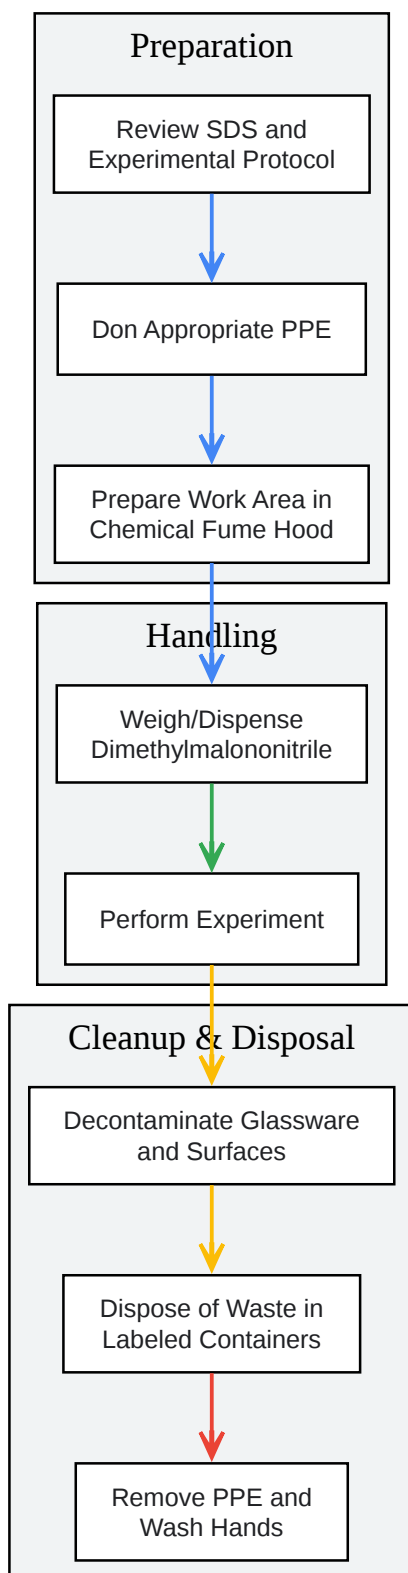 Preparation
Review SDS and
Experimental Protocol
Don Appropriate PPE
Prepare Work Area in
Chemical Fume Hood
Handling
Weigh/Dispense
Dimethylmalononitrile
Perform Experiment
Cleanup & Disposal
Decontaminate Glassware
and Surfaces
Dispose of Waste in
Labeled Containers
Remove PPE and
Wash Hands